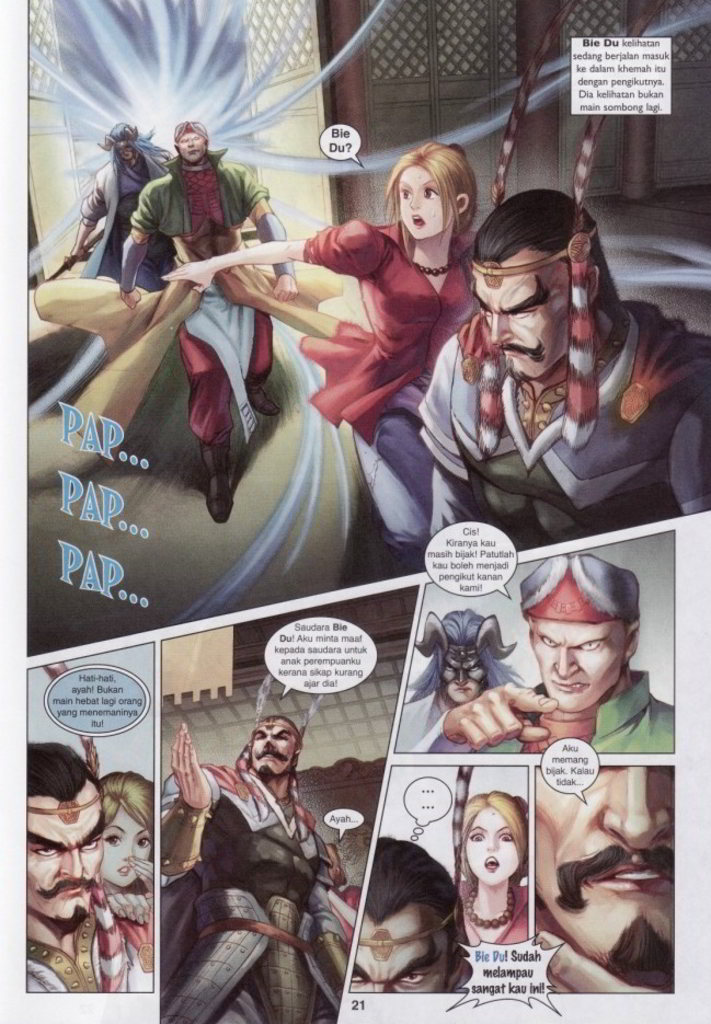 Bie Du kelihatan
sedang berjalan masuk
ke dalam khemah itu
dengan pengikutnya.
Dia kelihatan bukan
main sombong lagi.
Bie
Du?
PAP...
PAP...
PAP...
Cis!
Kiranya kau
masih bijak! Patutlah
kau boleh menjadi
pengikut kanan
kami!
Hati-hati,
ayah! Bukan
main hebat lagi orang
yang menemaninya
itu!
Saudara Bie
Du! Aku minta maaf
kepada saudara untuk
anak perempuanku
kerana sikap kurang
ajar dia!
Ayah...
...
...
Aku
memang
bijak. Kalau
tidak...
Bie Du! Sudah
melampau
sangat kau ini!
21